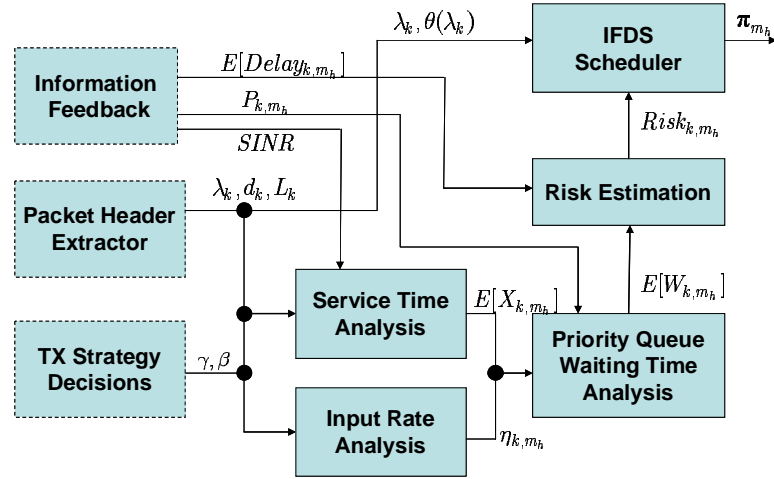 λ_k, θ(λ_k)
π_{m_h}
IFDS
Scheduler
Information
Feedback
E[Delay_{k,m_h}]
P_{k,m_h}
SINR
Risk_{k,m_h}
Packet Header
Extractor
λ_k, d_k, L_k
Risk Estimation
Service Time
Analysis
E[X_{k,m_h}]
E[W_{k,m_h}]
TX Strategy
Decisions
γ, β
Priority Queue
Waiting Time
Analysis
Input Rate
Analysis
η_{k,m_h}